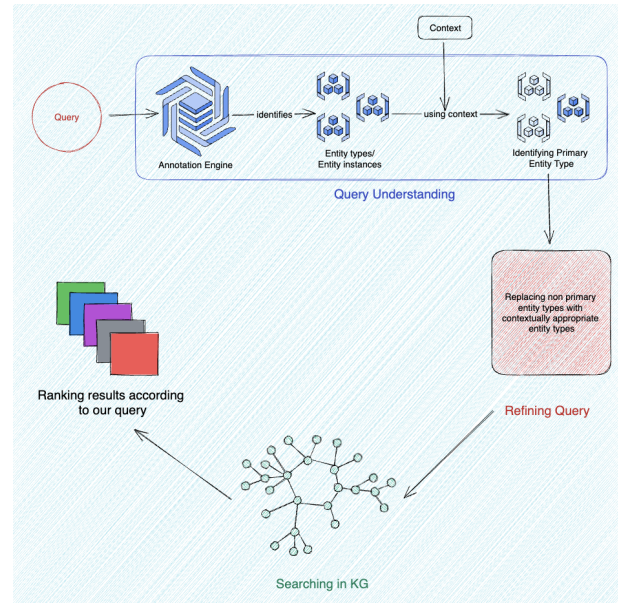 Context
Query
identifies
using context
Annotation Engine
Entity types/
Entity instances
Identifying Primary
Entity Type
Query Understanding
Replacing non primary
entity types with
contextually appropriate
entity types
Refining Query
Ranking results according
to our query
Searching in KG